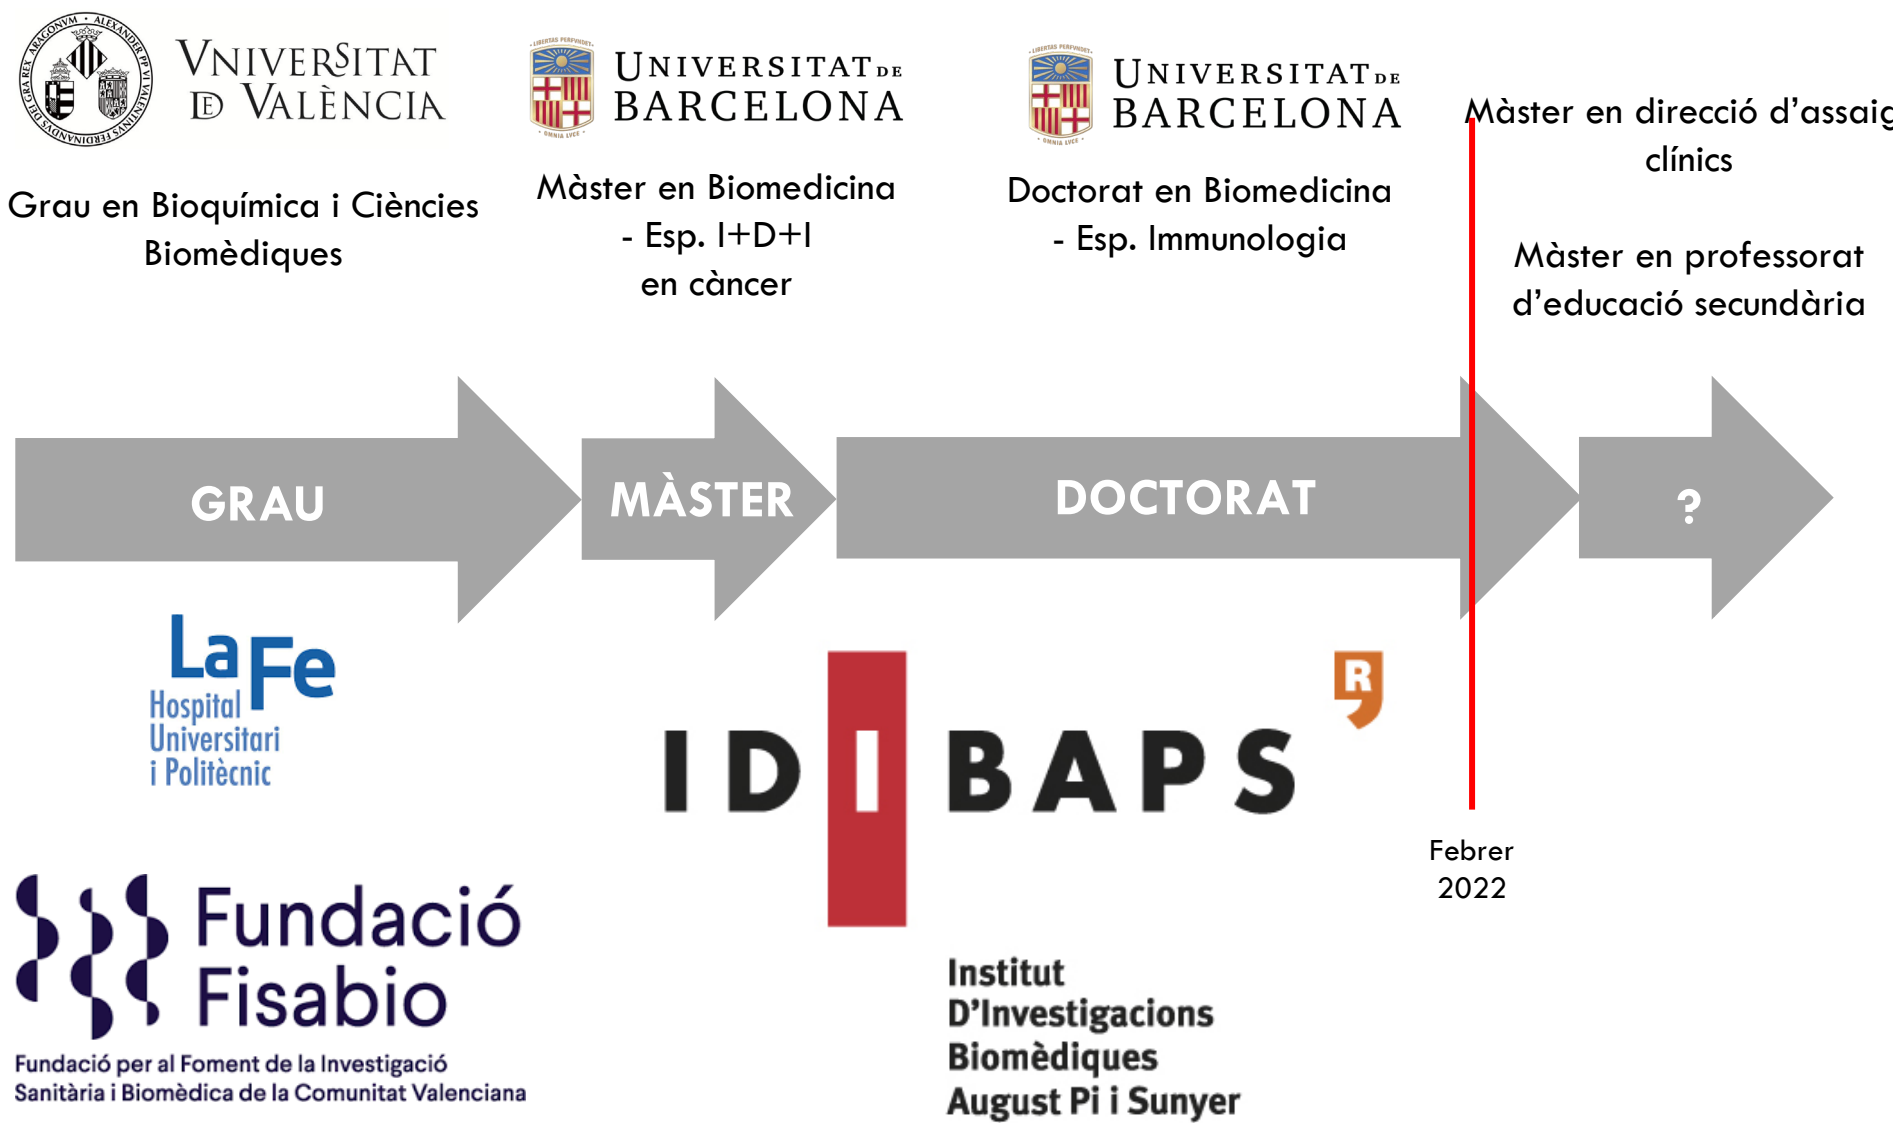 VNIVERSITAT
DE VALÈNCIA
UNIVERSITAT DE
BARCELONA
UNIVERSITAT DE
BARCELONA
Grau en Bioquímica i Ciències
Biomèdiques
Màster en Biomedicina
- Esp. I+D+I
en càncer
Doctorat en Biomedicina
- Esp. Immunologia
Màster en direcció d’assaig
clínics
Màster en professorat
d’educació secundària
GRAU
MÀSTER
DOCTORAT
?
La Fe
Hospital
Universitari
i Politècnic
Fundació
Fisabio
Fundació per al Foment de la Investigació
Sanitària i Biomèdica de la Comunitat Valenciana
IDIBAPS
R
Institut
D'Investigacions
Biomèdiques
August Pi i Sunyer
Febrer
2022